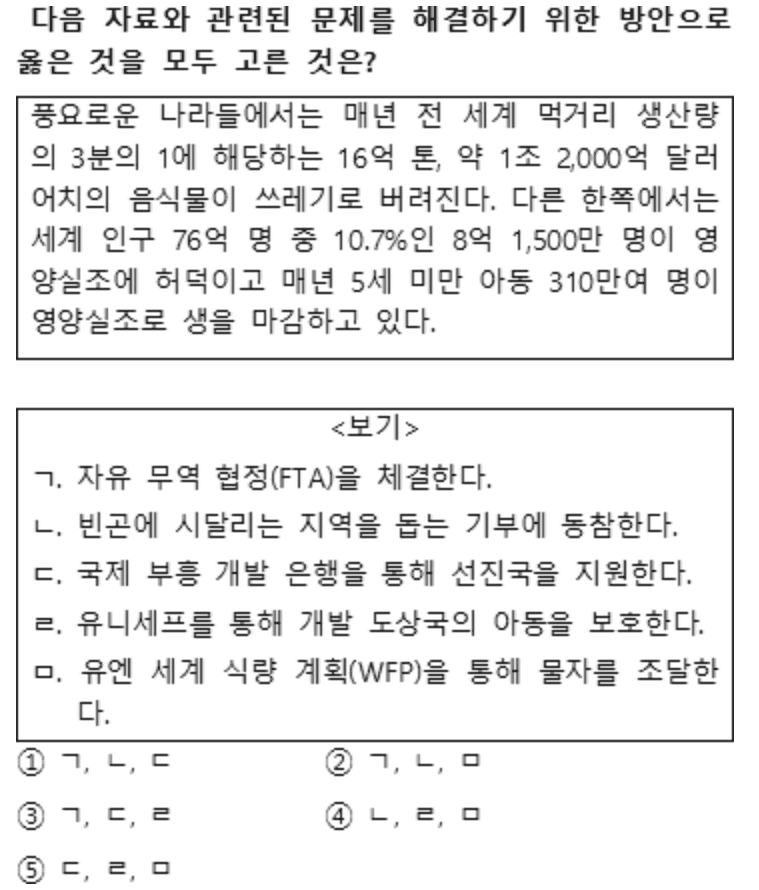 다음 자료와 관련된 문제를 해결하기 위한 방안으로
옳은 것을 모두 고른 것은?
풍요로운 나라들에서는 매년 전 세계 먹거리 생산량
의 3분의 1에 해당하는 16억 톤, 약 1조 2,000억 달러
어치의 음식물이 쓰레기로 버려진다. 다른 한쪽에서는
세계 인구 76억 명 중 10.7%인 8억 1,500만 명이 영
양실조에 허덕이고 매년 5세 미만 아동 310만여 명이
영양실조로 생을 마감하고 있다.
<보기>
ㄱ. 자유 무역 협정(FTA)을 체결한다.
ㄴ. 빈곤에 시달리는 지역을 돕는 기부에 동참한다.
ㄷ. 국제 부흥 개발 은행을 통해 선진국을 지원한다.
ㄹ. 유니세프를 통해 개발 도상국의 아동을 보호한다.
ㅁ. 유엔 세계 식량 계획(WFP)을 통해 물자를 조달한
다.
① ㄱ, ㄴ, ㄷ ② ㄱ, ㄴ, ㅁ
③ ㄱ, ㄷ, ㄹ ④ ㄴ, ㄹ, ㅁ
⑤ ㄷ, ㄹ, ㅁ